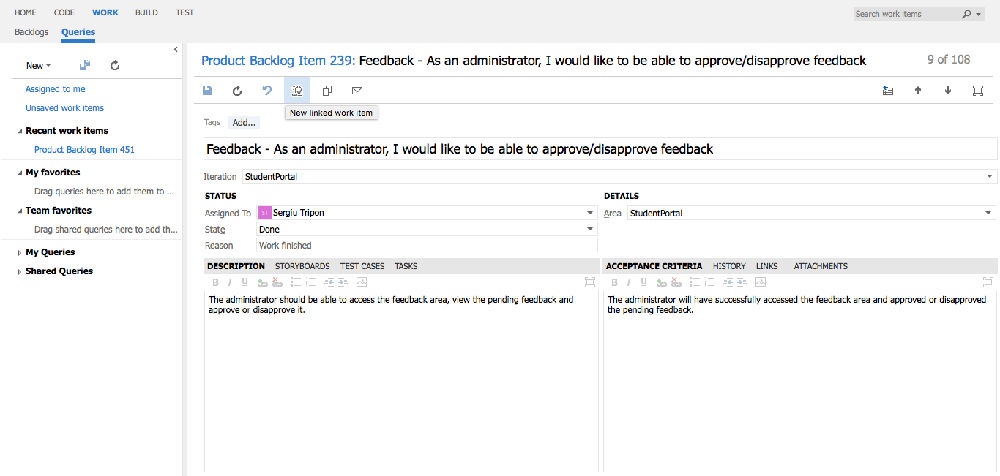 HOME CODE WORK BUILD TEST
Search work items
Backlogs Queries
New
Assigned to me
Unsaved work items
Recent work items
Product Backlog Item 451
My favorites
Drag queries here to add them to ...
Team favorites
Drag shared queries here to add th...
My Queries
Shared Queries
Product Backlog Item 239: Feedback - As an administrator, I would like to be able to approve/disapprove feedback
9 of 108
New linked work item
Tags Add...
Feedback - As an administrator, I would like to be able to approve/disapprove feedback
Iteration StudentPortal
STATUS
Assigned To ST Sergiu Tripon
State Done
Reason Work finished
DETAILS
Area StudentPortal
DESCRIPTION STORYBOARDS TEST CASES TASKS
B I U
The administrator should be able to access the feedback area, view the pending feedback and
approve or disapprove it.
ACCEPTANCE CRITERIA HISTORY LINKS ATTACHMENTS
B I U
The administrator will have successfully accessed the feedback area and approved or disapproved
the pending feedback.